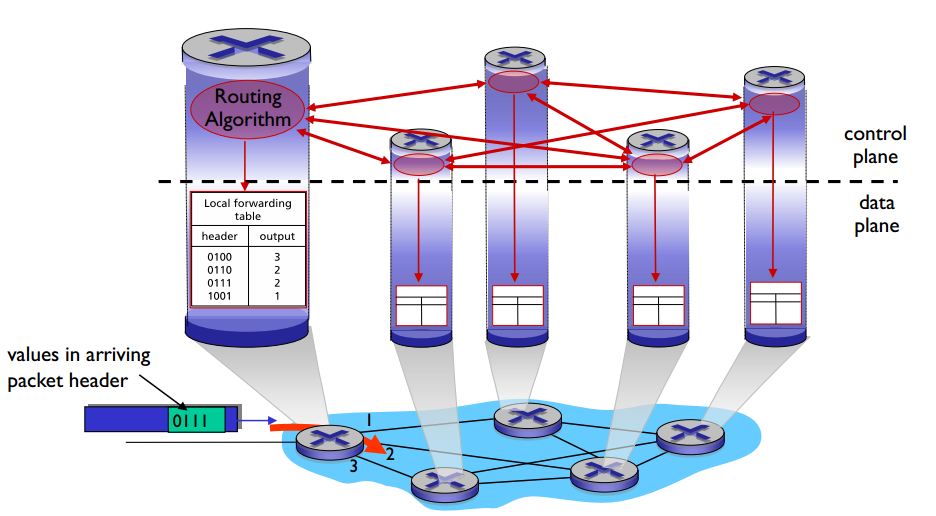 Routing
Algorithm
control
plane
data
plane
Local forwarding
table
header output
0100 3
0110 2
0111 2
1001 1
values in arriving
packet header
0111
1
2
3